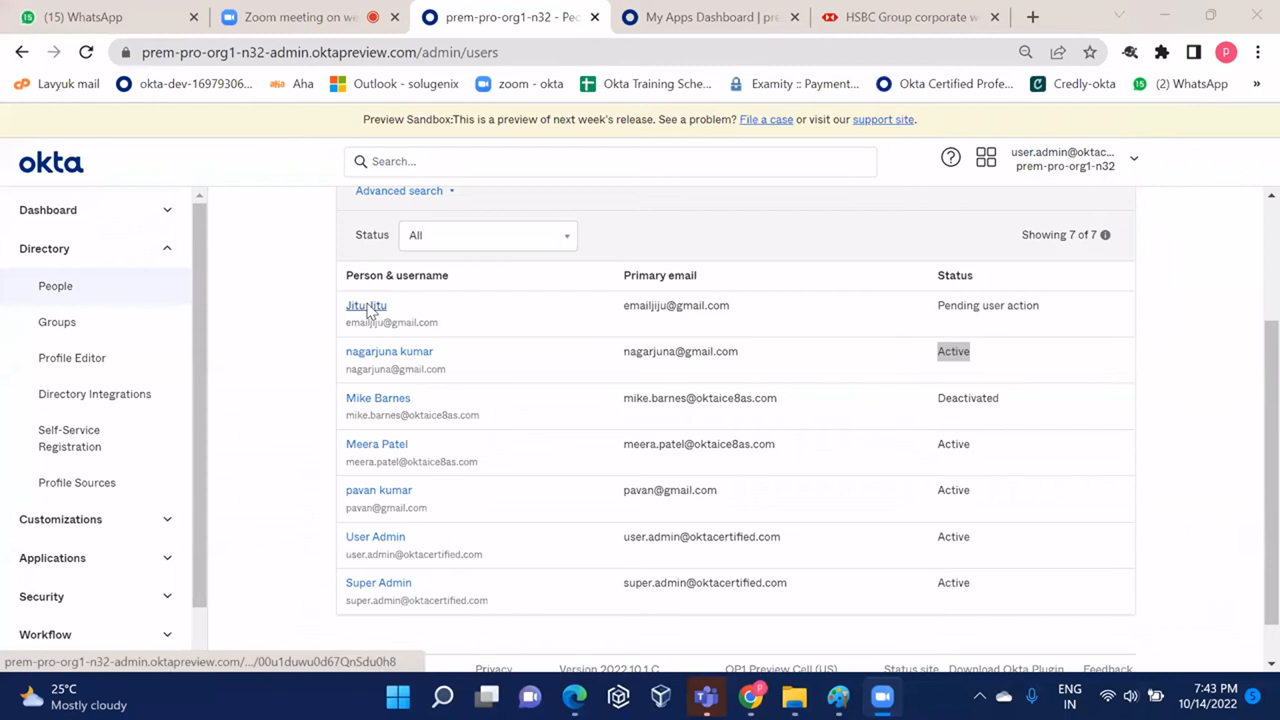 (15) WhatsApp
Zoom meeting on we
prem-pro-org1-n32 - Peo
My Apps Dashboard | pre
HSBC Group corporate w
prem-pro-org1-n32-admin.oktapreview.com/admin/users
P
Lavyuk mail
okta-dev-16979305...
Aha
Outlook - solugenix
zoom - okta
Okta Training Sche...
Examity :: Payment...
Okta Certified Profe...
Credly-okta
(2) WhatsApp
»
Preview Sandbox:This is a preview of next week's release. See a problem? File a case or visit our support site.
okta
Search...
user.admin@oktac...
prem-pro-org1-n32
Dashboard
Directory
People
Groups
Profile Editor
Directory Integrations
Self-Service
Registration
Profile Sources
Customizations
Applications
Security
Workflow
Advanced search
Status All Showing 7 of 7
Person & username Primary email Status
Jitu Jitu emailjiju@gmail.com Pending user action
emailjiju@gmail.com
nagarjuna kumar nagarjuna@gmail.com Active
nagarjuna@gmail.com
Mike Barnes mike.barnes@oktaice8as.com Deactivated
mike.barnes@oktaice8as.com
Meera Patel meera.patel@oktaice8as.com Active
meera.patel@oktaice8as.com
pavan kumar pavan@gmail.com Active
pavan@gmail.com
User Admin user.admin@oktacertified.com Active
user.admin@oktacertified.com
Super Admin super.admin@oktacertified.com Active
super.admin@oktacertified.com
prem-pro-org1-n32-admin.oktapreview.com/.../00u1duwu0d67QnSdu0h8
Privacy Version 2022.10.1 C OP1 Preview Cell (US) Status site Download Okta Plugin Feedback
25°C
Mostly cloudy
ENG
IN
7:43 PM
10/14/2022
5